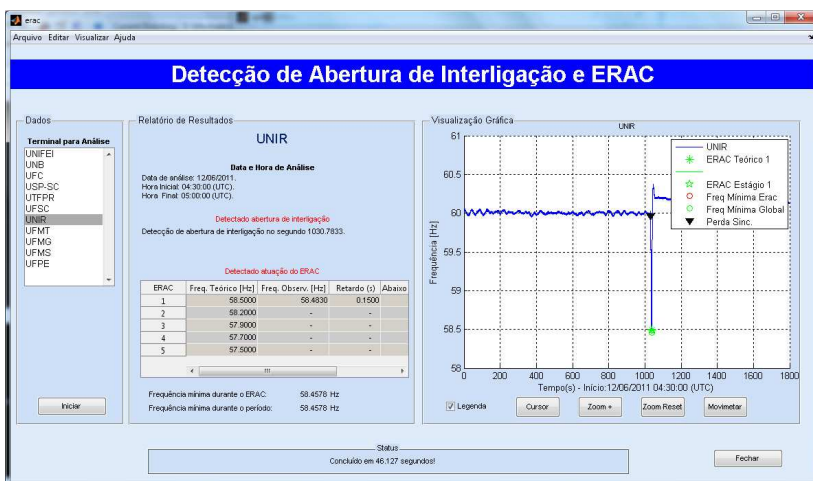 erac
Arquivo Editar Visualizar Ajuda
Detecção de Abertura de Interligação e ERAC
Dados
Terminal para Análise
UNIFEI
UNB
UFC
USP-SC
UTFPR
UFSC
UNIR
UFMT
UFMG
UFMS
UFPE
Iniciar
Relatório de Resultados
UNIR
Data e Hora de Análise
Data de análise: 12/06/2011.
Hora Inicial: 04:30:00 (UTC).
Hora Final: 05:00:00 (UTC).
Detectado abertura de interligação
Detecção de abertura de interligação no segundo 1030.7833.
Detectado atuação do ERAC
ERAC Freq. Teórico [Hz] Freq. Observ. [Hz] Retardo (s) Abaixo
1 58.5000 58.4830 0.1500
2 58.2000 - -
3 57.9000 - -
4 57.7000 - -
5 57.5000 - -
Frequência mínima durante o ERAC: 58.4578 Hz
Frequência mínima durante o período: 58.4578 Hz
Visualização Gráfica
UNIR
Frequência [Hz]
61
60.5
60
59.5
59
58.5
58
0 200 400 600 800 1000 1200 1400 1600 1800
Tempo(s) - Início:12/06/2011 04:30:00 (UTC)
UNIR
ERAC Teórico 1
ERAC Estágio 1
Freq Mínima Erac
Freq Mínima Global
Perda Sinc.
Legenda
Cursor
Zoom +
Zoom Reset
Movimetar
Status
Concluído em 46.127 segundos!
Fechar